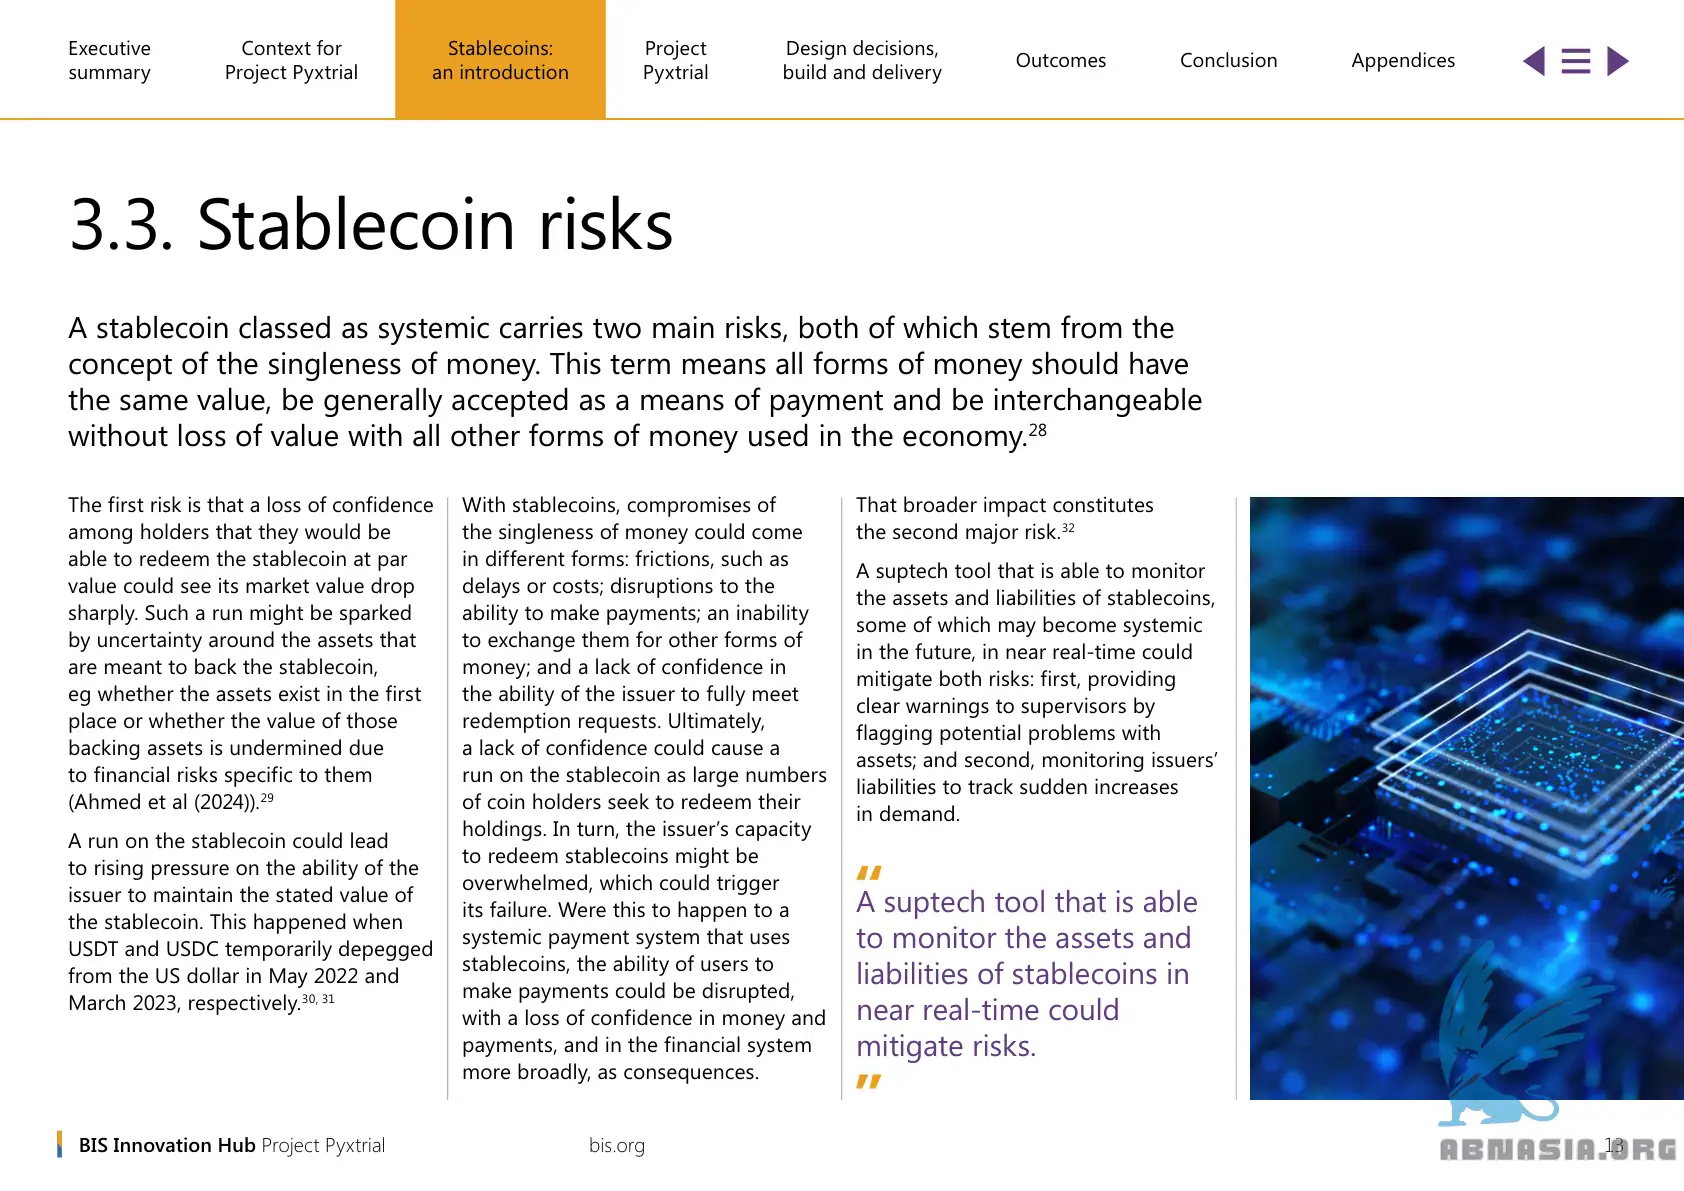 Executive
summary
Context for
Project Pyxtrial
Stablecoins:
an introduction
Project
Pyxtrial
Design decisions,
build and delivery
Outcomes
Conclusion
Appendices
3.3. Stablecoin risks
A stablecoin classed as systemic carries two main risks, both of which stem from the
concept of the singleness of money. This term means all forms of money should have
the same value, be generally accepted as a means of payment and be interchangeable
without loss of value with all other forms of money used in the economy.28
The first risk is that a loss of confidence
among holders that they would be
able to redeem the stablecoin at par
value could see its market value drop
sharply. Such a run might be sparked
by uncertainty around the assets that
are meant to back the stablecoin,
eg whether the assets exist in the first
place or whether the value of those
backing assets is undermined due
to financial risks specific to them
(Ahmed et al (2024)).29
A run on the stablecoin could lead
to rising pressure on the ability of the
issuer to maintain the stated value of
the stablecoin. This happened when
USDT and USDC temporarily depegged
from the US dollar in May 2022 and
March 2023, respectively.30, 31
With stablecoins, compromises of
the singleness of money could come
in different forms: frictions, such as
delays or costs; disruptions to the
ability to make payments; an inability
to exchange them for other forms of
money; and a lack of confidence in
the ability of the issuer to fully meet
redemption requests. Ultimately,
a lack of confidence could cause a
run on the stablecoin as large numbers
of coin holders seek to redeem their
holdings. In turn, the issuer’s capacity
to redeem stablecoins might be
overwhelmed, which could trigger
its failure. Were this to happen to a
systemic payment system that uses
stablecoins, the ability of users to
make payments could be disrupted,
with a loss of confidence in money and
payments, and in the financial system
more broadly, as consequences.
That broader impact constitutes
the second major risk.32
A suptech tool that is able to monitor
the assets and liabilities of stablecoins,
some of which may become systemic
in the future, in near real-time could
mitigate both risks: first, providing
clear warnings to supervisors by
flagging potential problems with
assets; and second, monitoring issuers’
liabilities to track sudden increases
in demand.
“
A suptech tool that is able
to monitor the assets and
liabilities of stablecoins in
near real-time could
mitigate risks.
”
BIS Innovation Hub Project Pyxtrial
bis.org
13
ABNASIA.ORG